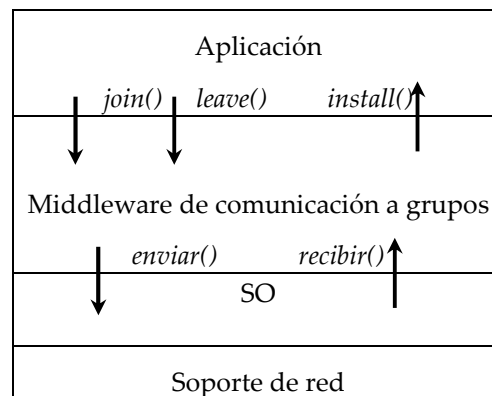 Aplicación
join() leave() install()
Middleware de comunicación a grupos
enviar() recibir()
SO
Soporte de red